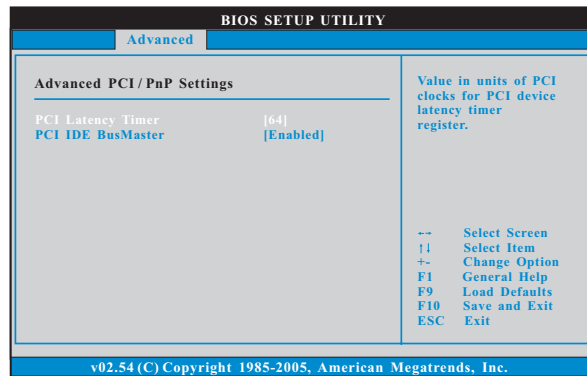 BIOS SETUP UTILITY
Advanced
Advanced PCI / PnP Settings
PCI Latency Timer [64]
PCI IDE BusMaster [Enabled]
Value in units of PCI
clocks for PCI device
latency timer
register.
←→ Select Screen
↑↓ Select Item
+- Change Option
F1 General Help
F9 Load Defaults
F10 Save and Exit
ESC Exit
v02.54 (C) Copyright 1985-2005, American Megatrends, Inc.